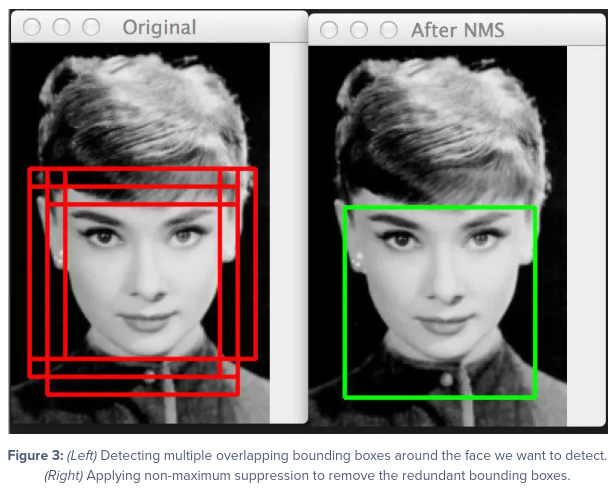 Original
After NMS
Figure 3: (Left) Detecting multiple overlapping bounding boxes around the face we want to detect.
(Right) Applying non-maximum suppression to remove the redundant bounding boxes.